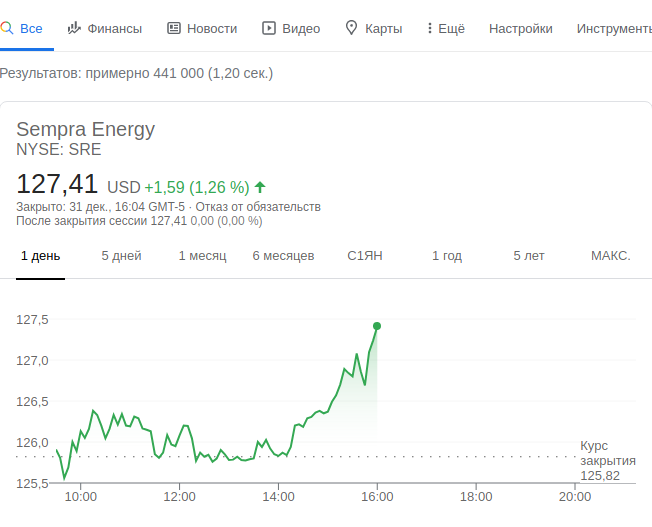 Все Финансы Новости Видео Карты Ещё Настройки Инструменты
Результатов: примерно 441 000 (1,20 сек.)
Sempra Energy
NYSE: SRE
127,41 USD +1,59 (1,26 %)
Закрыто: 31 дек., 16:04 GMT-5 · Отказ от обязательств
После закрытия сессии 127,41 0,00 (0,00 %)
1 день 5 дней 1 месяц 6 месяцев С1ЯН 1 год 5 лет МАКС.
127,5
127,0
126,5
126,0
125,5
Курс
закрытия
125,82
10:00 12:00 14:00 16:00 18:00 20:00